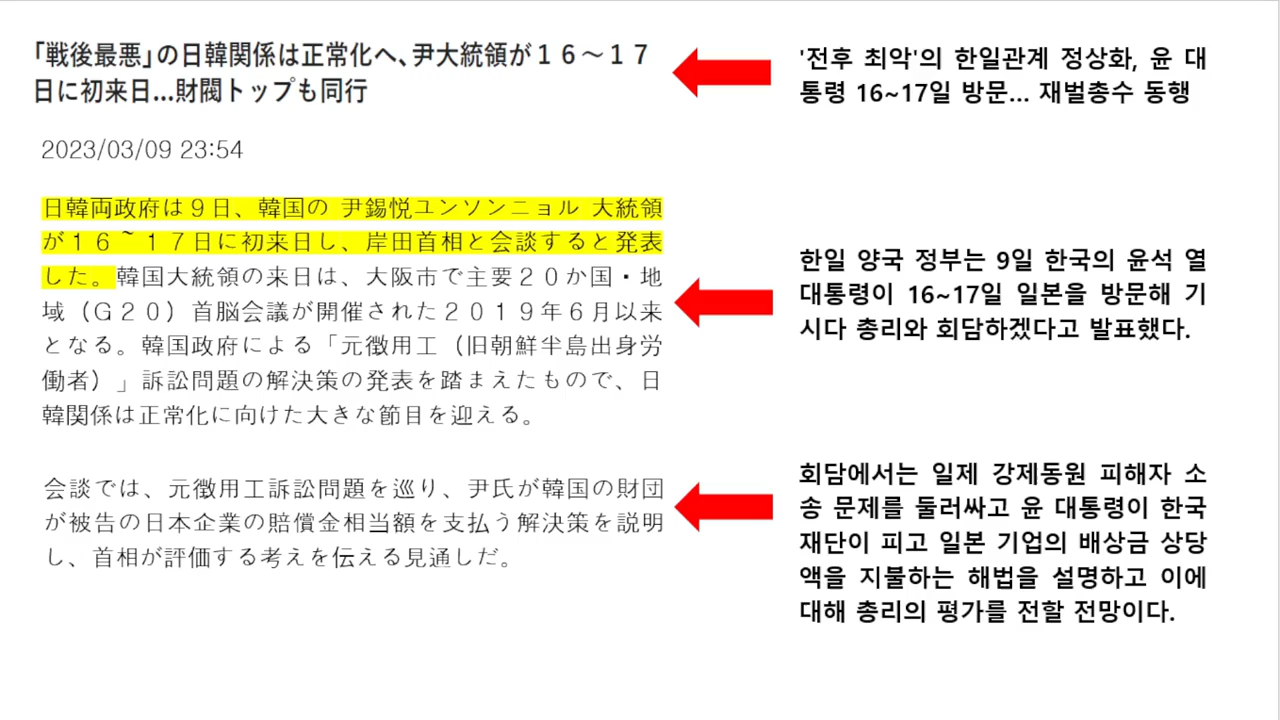 「戦後最悪」の日韓関係は正常化へ、尹大統領が１６～１７
日に初来日…財閥トップも同行
2023/03/09 23:54
日韓両政府は９日、韓国の 尹錫悦ユンソンニョル 大統領
が１６～１７日に初来日し、岸田首相と会談すると発表
した。韓国大統領の来日は、大阪市で主要２０か国・地
域（Ｇ２０）首脳会議が開催された２０１９年６月以来
となる。韓国政府による「元徴用工（旧朝鮮半島出身労
働者）」訴訟問題の解決策の発表を踏まえたもので、日
韓関係は正常化に向けた大きな節目を迎える。
会談では、元徴用工訴訟問題を巡り、尹氏が韓国の財団
が被告の日本企業の賠償金相当額を支払う解決策を説明
し、首相が評価する考えを伝える見通しだ。
'전후 최악'의 한일관계 정상화, 윤 대
통령 16~17일 방문... 재벌총수 동행
한일 양국 정부는 9일 한국의 윤석 열
대통령이 16~17일 일본을 방문해 기
시다 총리와 회담하겠다고 발표했다.
회담에서는 일제 강제동원 피해자 소
송 문제를 둘러싸고 윤 대통령이 한국
재단이 피고 일본 기업의 배상금 상당
액을 지불하는 해법을 설명하고 이에
대해 총리의 평가를 전할 전망이다.